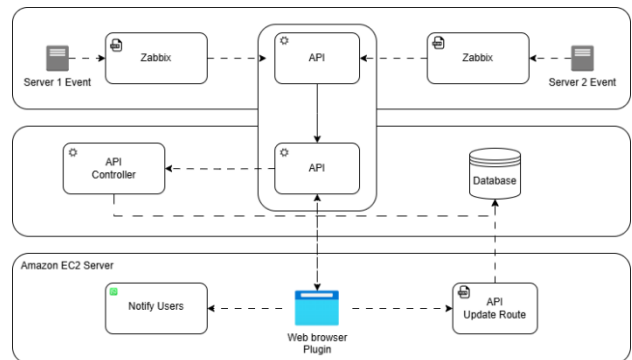 Zabbix
API
Zabbix
Server 1 Event
Server 2 Event
API
Controller
API
Database
Amazon EC2 Server
Notify Users
API
Update Route
Web browser
Plugin